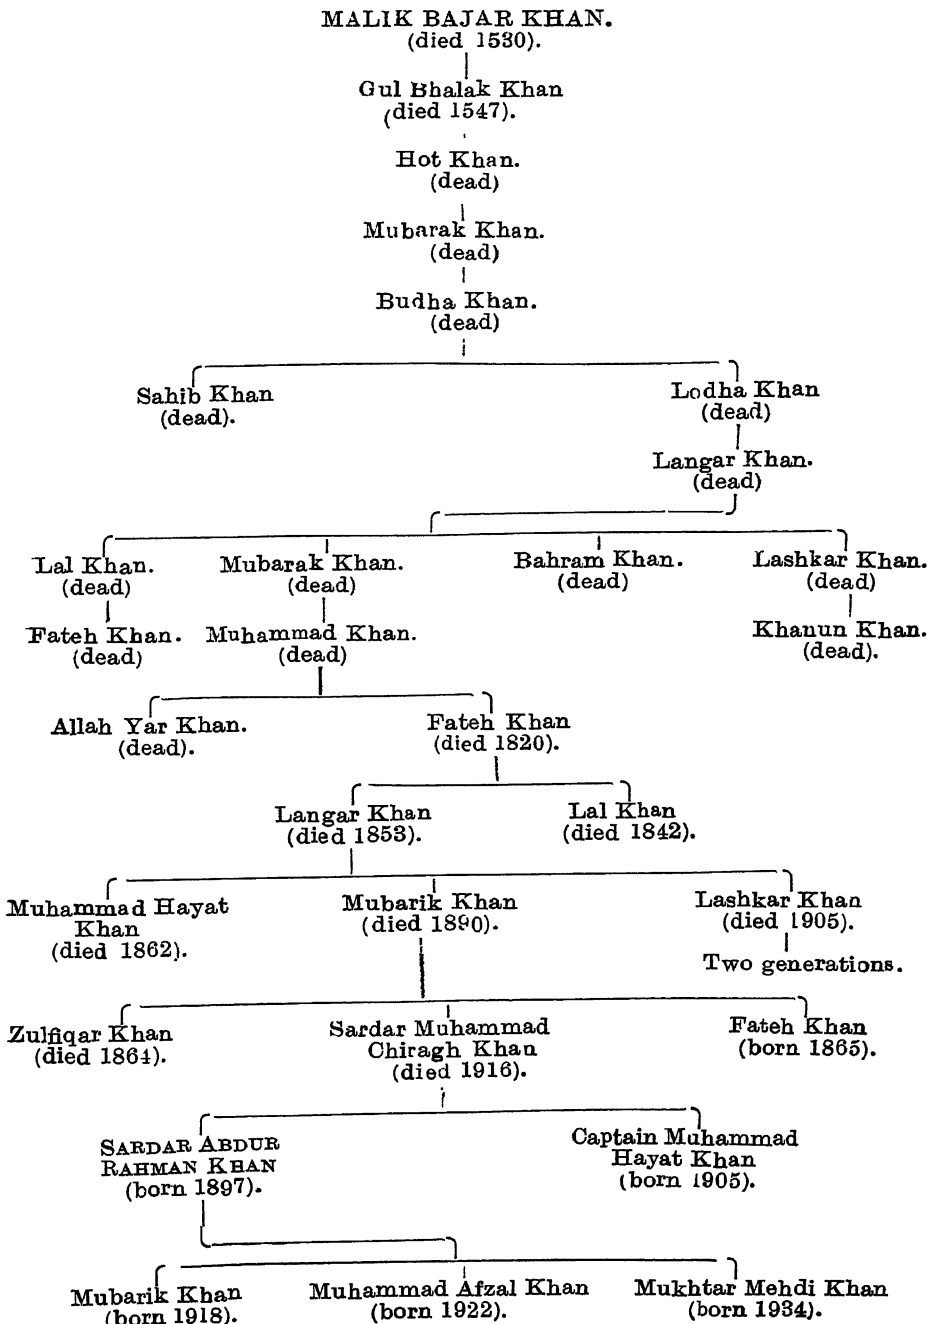 MALIK BAJAR KHAN.
(died 1530).
Gul Bhalak Khan
(died 1547).
Hot Khan.
(dead)
Mubarak Khan.
(dead)
Budha Khan.
(dead)
Sahib Khan
(dead).
Lodha Khan
(dead)
Langar Khan.
(dead)
Lal Khan.
(dead)
Mubarak Khan.
(dead)
Bahram Khan.
(dead)
Lashkar Khan.
(dead)
Fateh Khan.
(dead)
Muhammad Khan.
(dead)
Khanun Khan.
(dead).
Allah Yar Khan.
(dead).
Fateh Khan
(died 1820).
Langar Khan
(died 1853).
Lal Khan
(died 1842).
Muhammad Hayat
Khan
(died 1862).
Mubarik Khan
(died 1890).
Lashkar Khan
(died 1905).
Two generations.
Zulfiqar Khan
(died 1864).
Sardar Muhammad
Chiragh Khan
(died 1916).
Fateh Khan
(born 1865).
SARDAR ABDUR
RAHMAN KHAN
(born 1897).
Captain Muhammad
Hayat Khan
(born 1905).
Mubarik Khan
(born 1918).
Muhammad Afzal Khan
(born 1922).
Mukhtar Mehdi Khan
(born 1934).